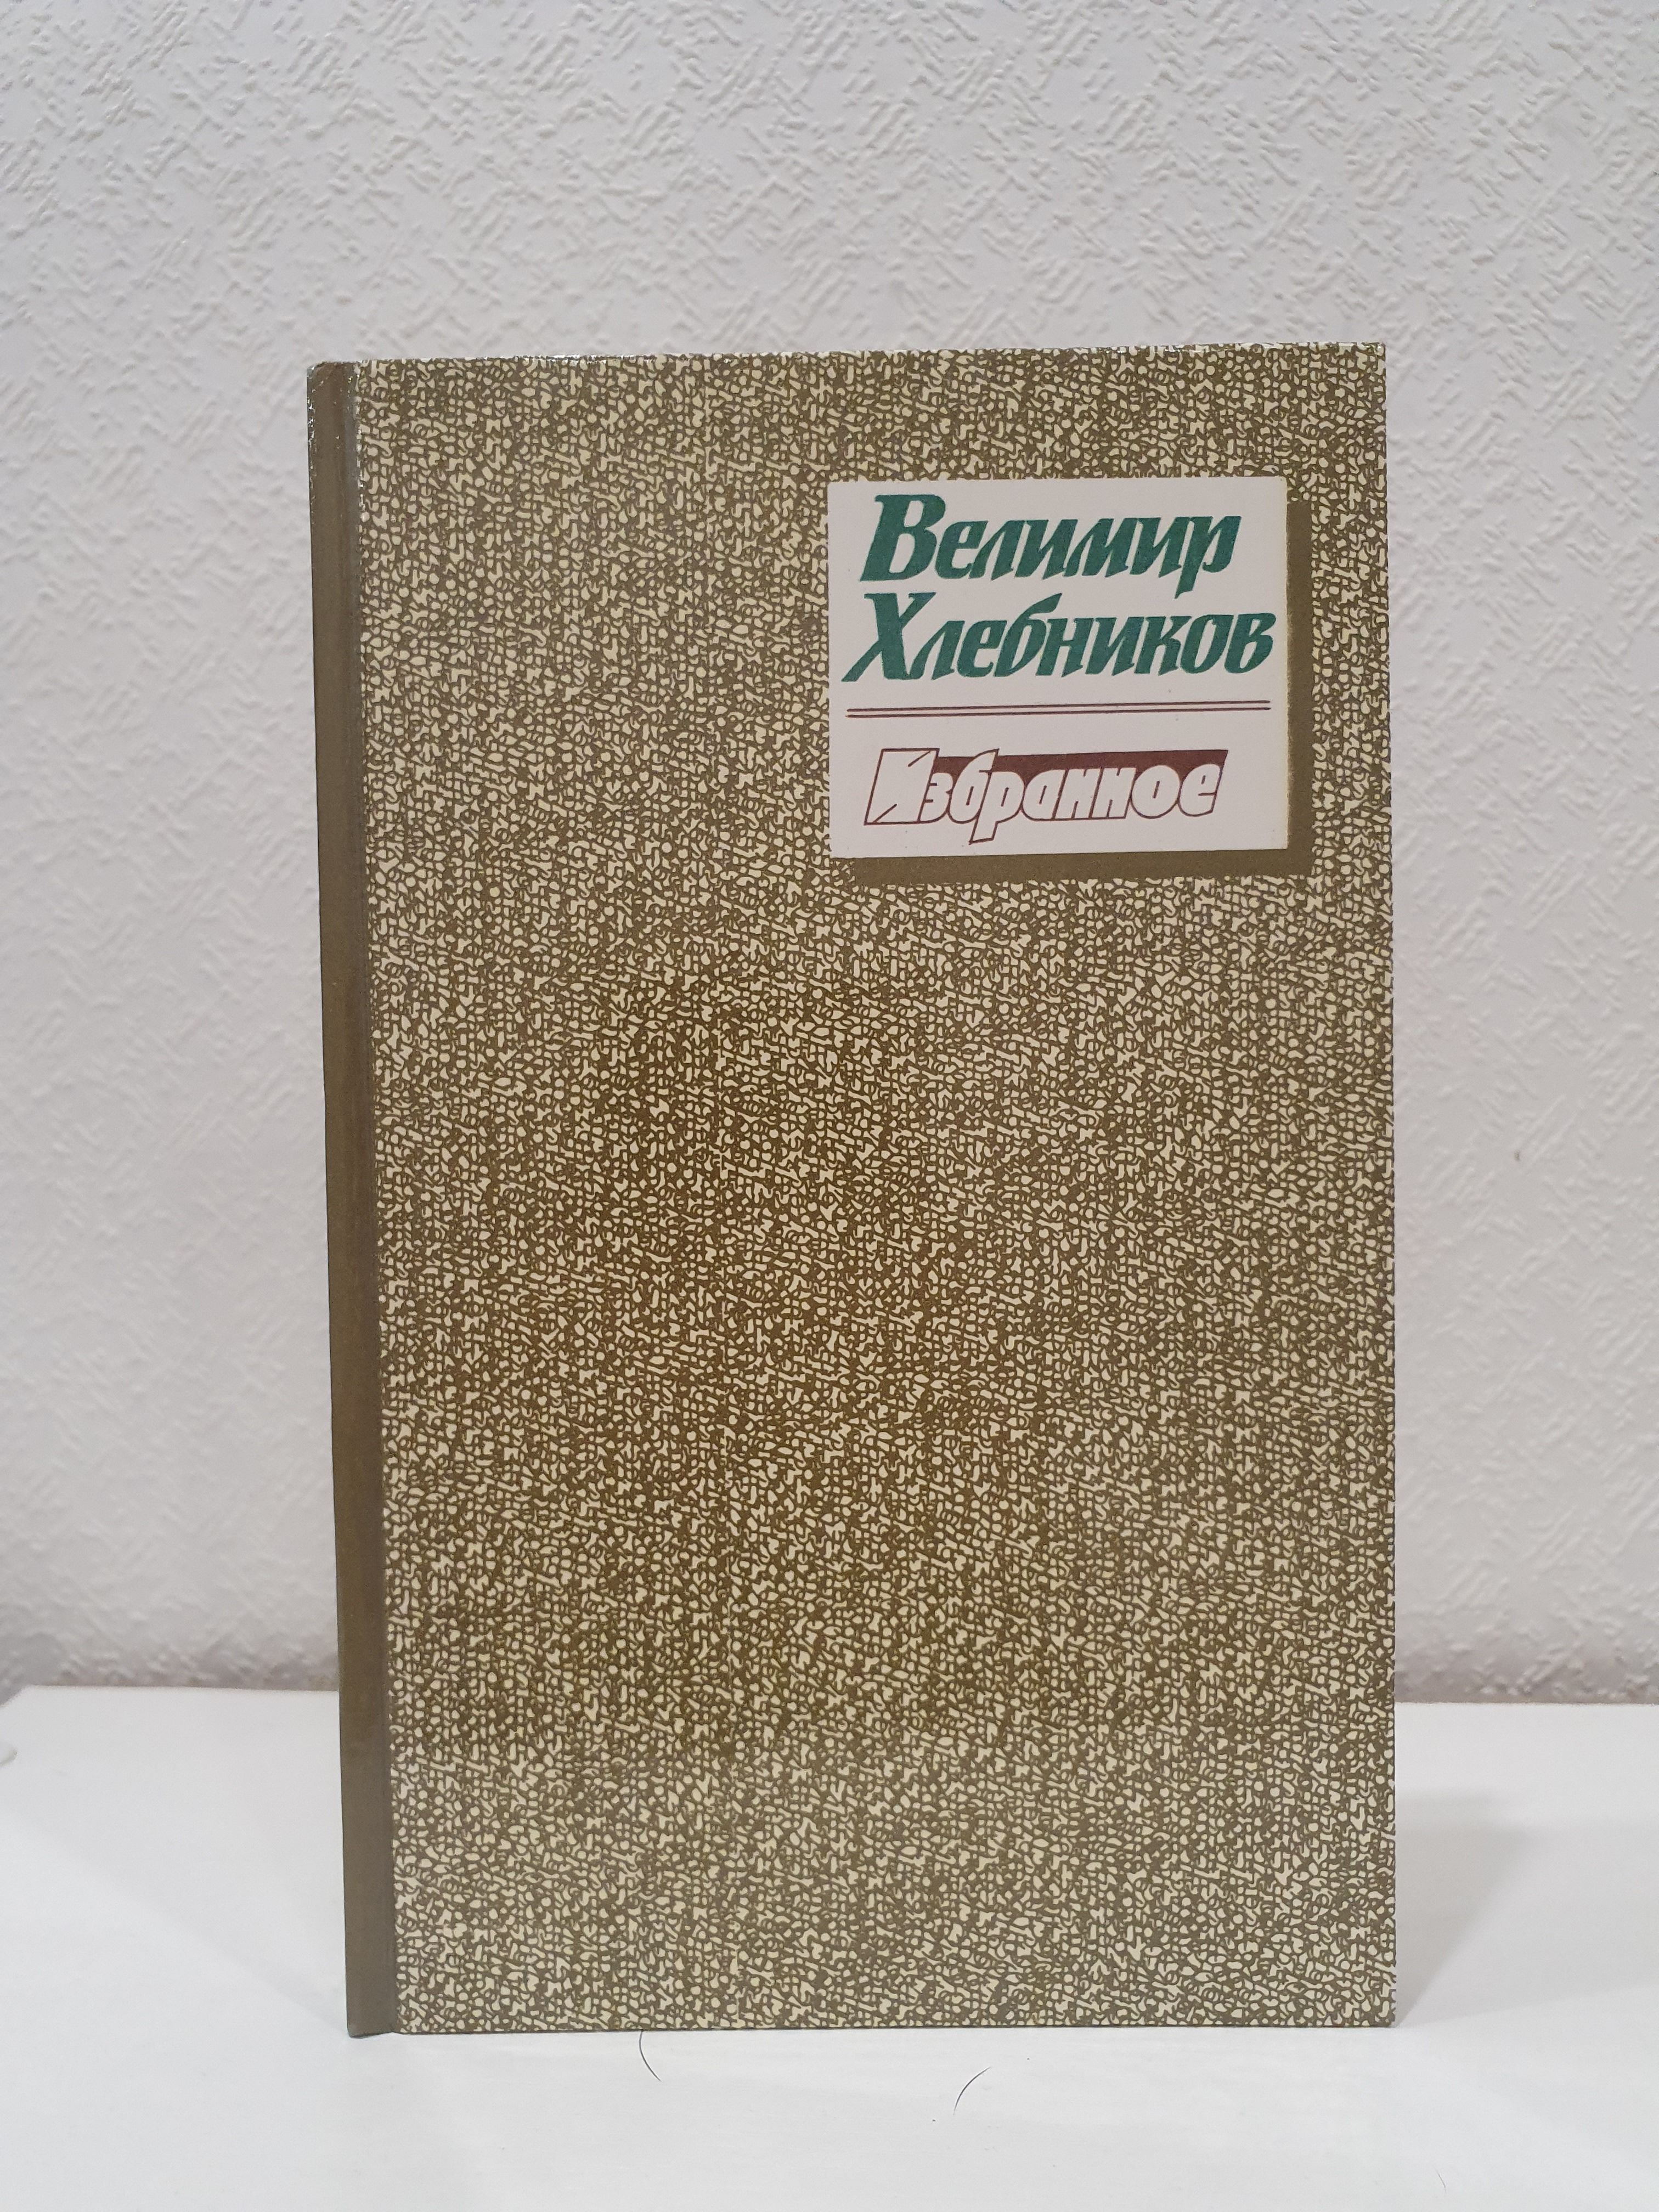 Велимир
Хлебников
Избранное